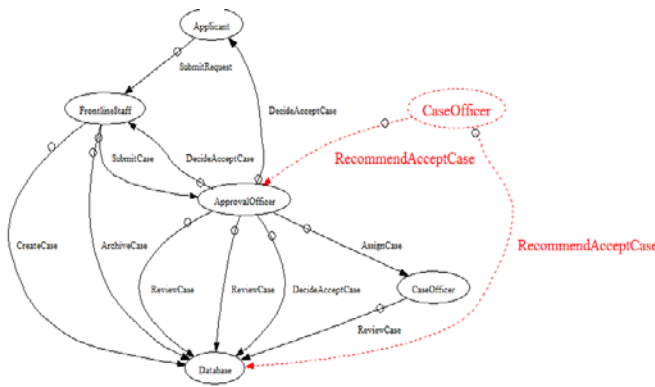 Applicant
SubmitRequest
FrontlineStaff
DecideAcceptCase
CaseOfficer
SubmitCase
DecideAcceptCase
RecommendAcceptCase
ApprovalOfficer
CreateCase
ArchiveCase
AssignCase
RecommendAcceptCase
ReviewCase
ReviewCase
DecideAcceptCase
CaseOfficer
ReviewCase
Database